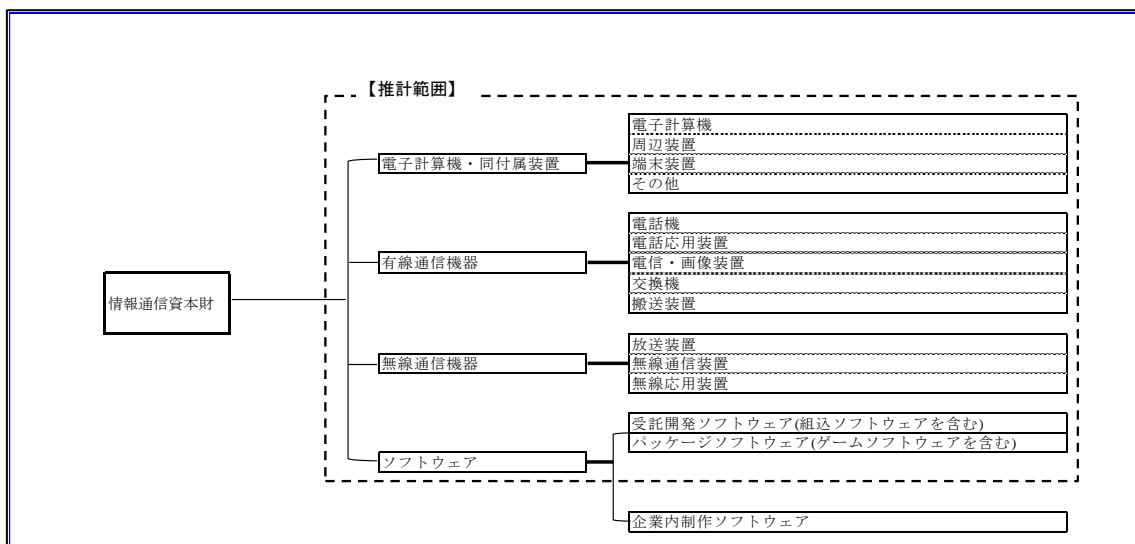 【推計範囲】
情報通信資本財
電子計算機・同付属装置
電子計算機
周辺装置
端末装置
その他
有線通信機器
電話機
電話応用装置
電信・画像装置
交換機
搬送装置
無線通信機器
放送装置
無線通信装置
無線応用装置
ソフトウェア
受託開発ソフトウェア(組込ソフトウェアを含む)
パッケージソフトウェア(ゲームソフトウェアを含む)
企業内制作ソフトウェア